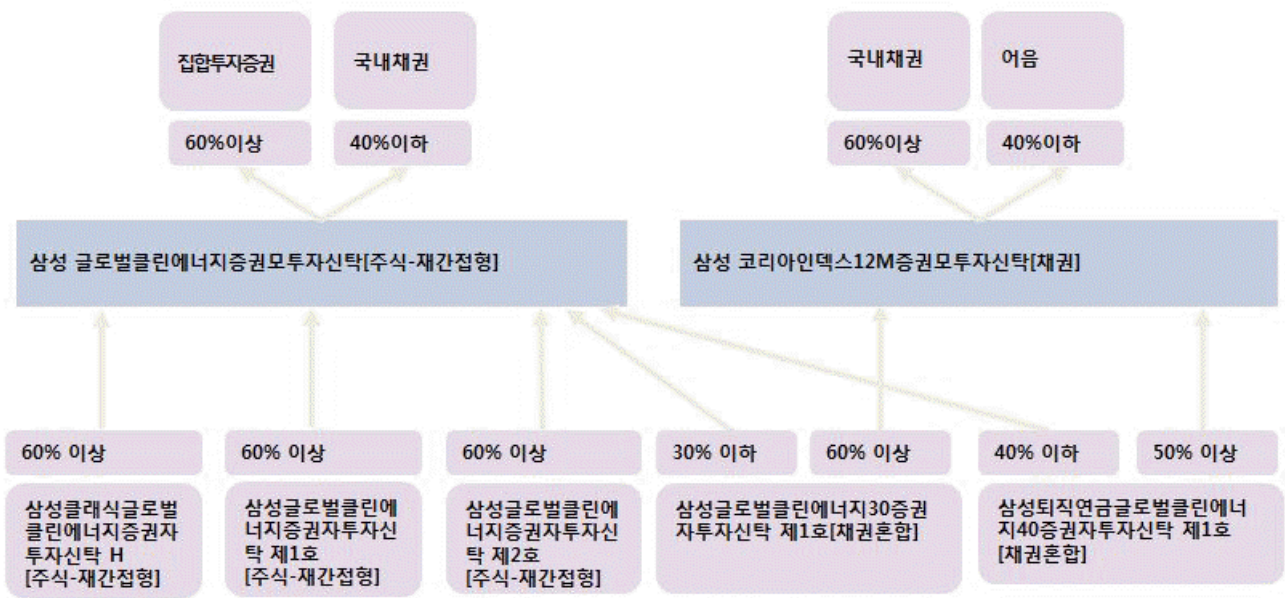 집합투자증권
국내채권
국내채권
어음
60%이상
40%이하
60%이상
40%이하
삼성 글로벌클린에너지증권모투자신탁[주식-재간접형]
삼성 코리아인덱스12M증권모투자신탁[채권]
60% 이상
60% 이상
60% 이상
30% 이하
60% 이상
40% 이하
50% 이상
삼성클래식글로벌
클린에너지증권자
투자신탁 H
[주식-재간접형]
삼성글로벌클린에
너지증권자투자신
탁 제1호
[주식-재간접형]
삼성글로벌클린에
너지증권자투자신
탁 제2호
[주식-재간접형]
삼성글로벌클린에너지30증권
자투자신탁 제1호[채권혼합]
삼성퇴직연금글로벌클린에너
지40증권자투자신탁 제1호
[채권혼합]